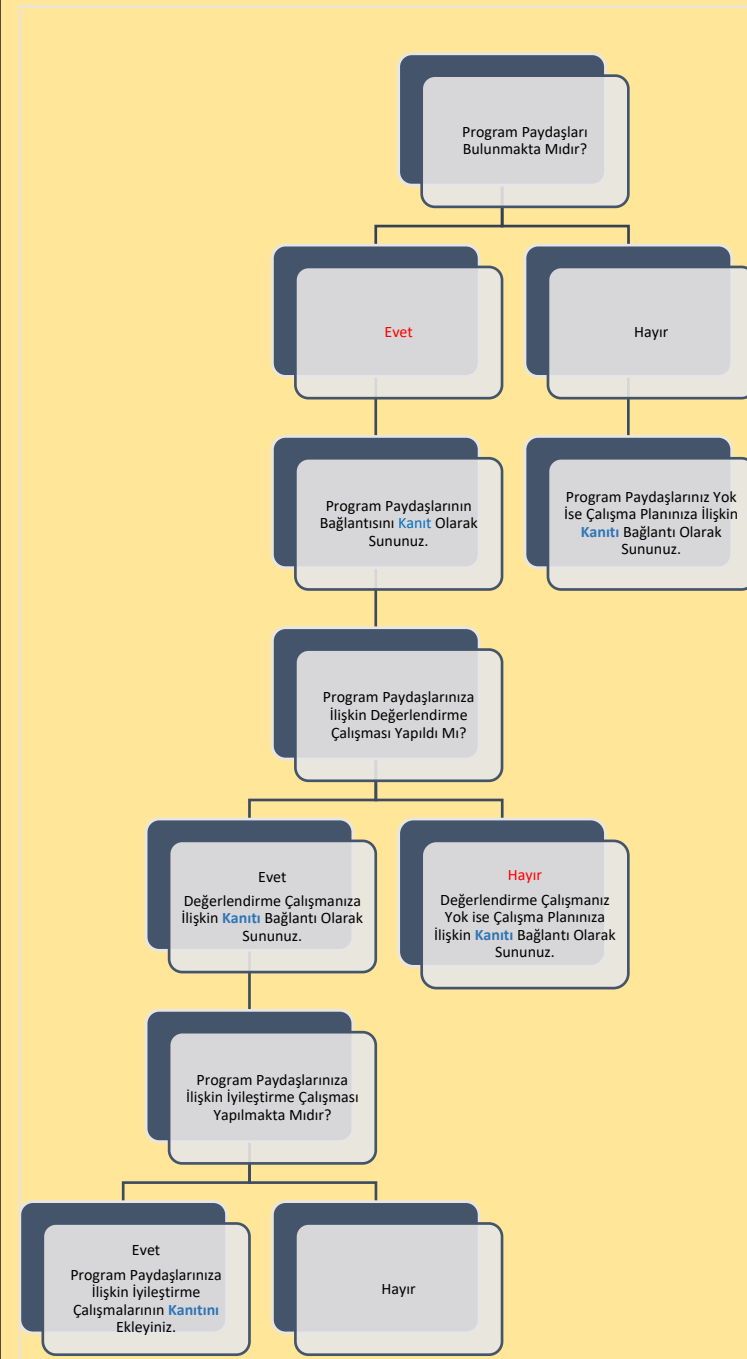 Program Paydaşları
Bulunmakta Mıdır?
Evet
Hayır
Program Paydaşlarının
Bağlantısını Kanıt Olarak
Sununuz.
Program Paydaşlarınız Yok
İse Çalışma Planınıza İlişkin
Kanıtı Bağlantı Olarak
Sununuz.
Program Paydaşlarınıza
İlişkin Değerlendirme
Çalışması Yapıldı Mı?
Evet
Değerlendirme Çalışmanıza
İlişkin Kanıtı Bağlantı Olarak
Sununuz.
Hayır
Değerlendirme Çalışmanız
Yok ise Çalışma Planınıza
İlişkin Kanıtı Bağlantı Olarak
Sununuz.
Program Paydaşlarınıza
İlişkin İyileştirme Çalışması
Yapılmakta Mıdır?
Evet
Program Paydaşlarınıza
İlişkin İyileştirme
Çalışmalarının Kanıtını
Ekleyiniz.
Hayır